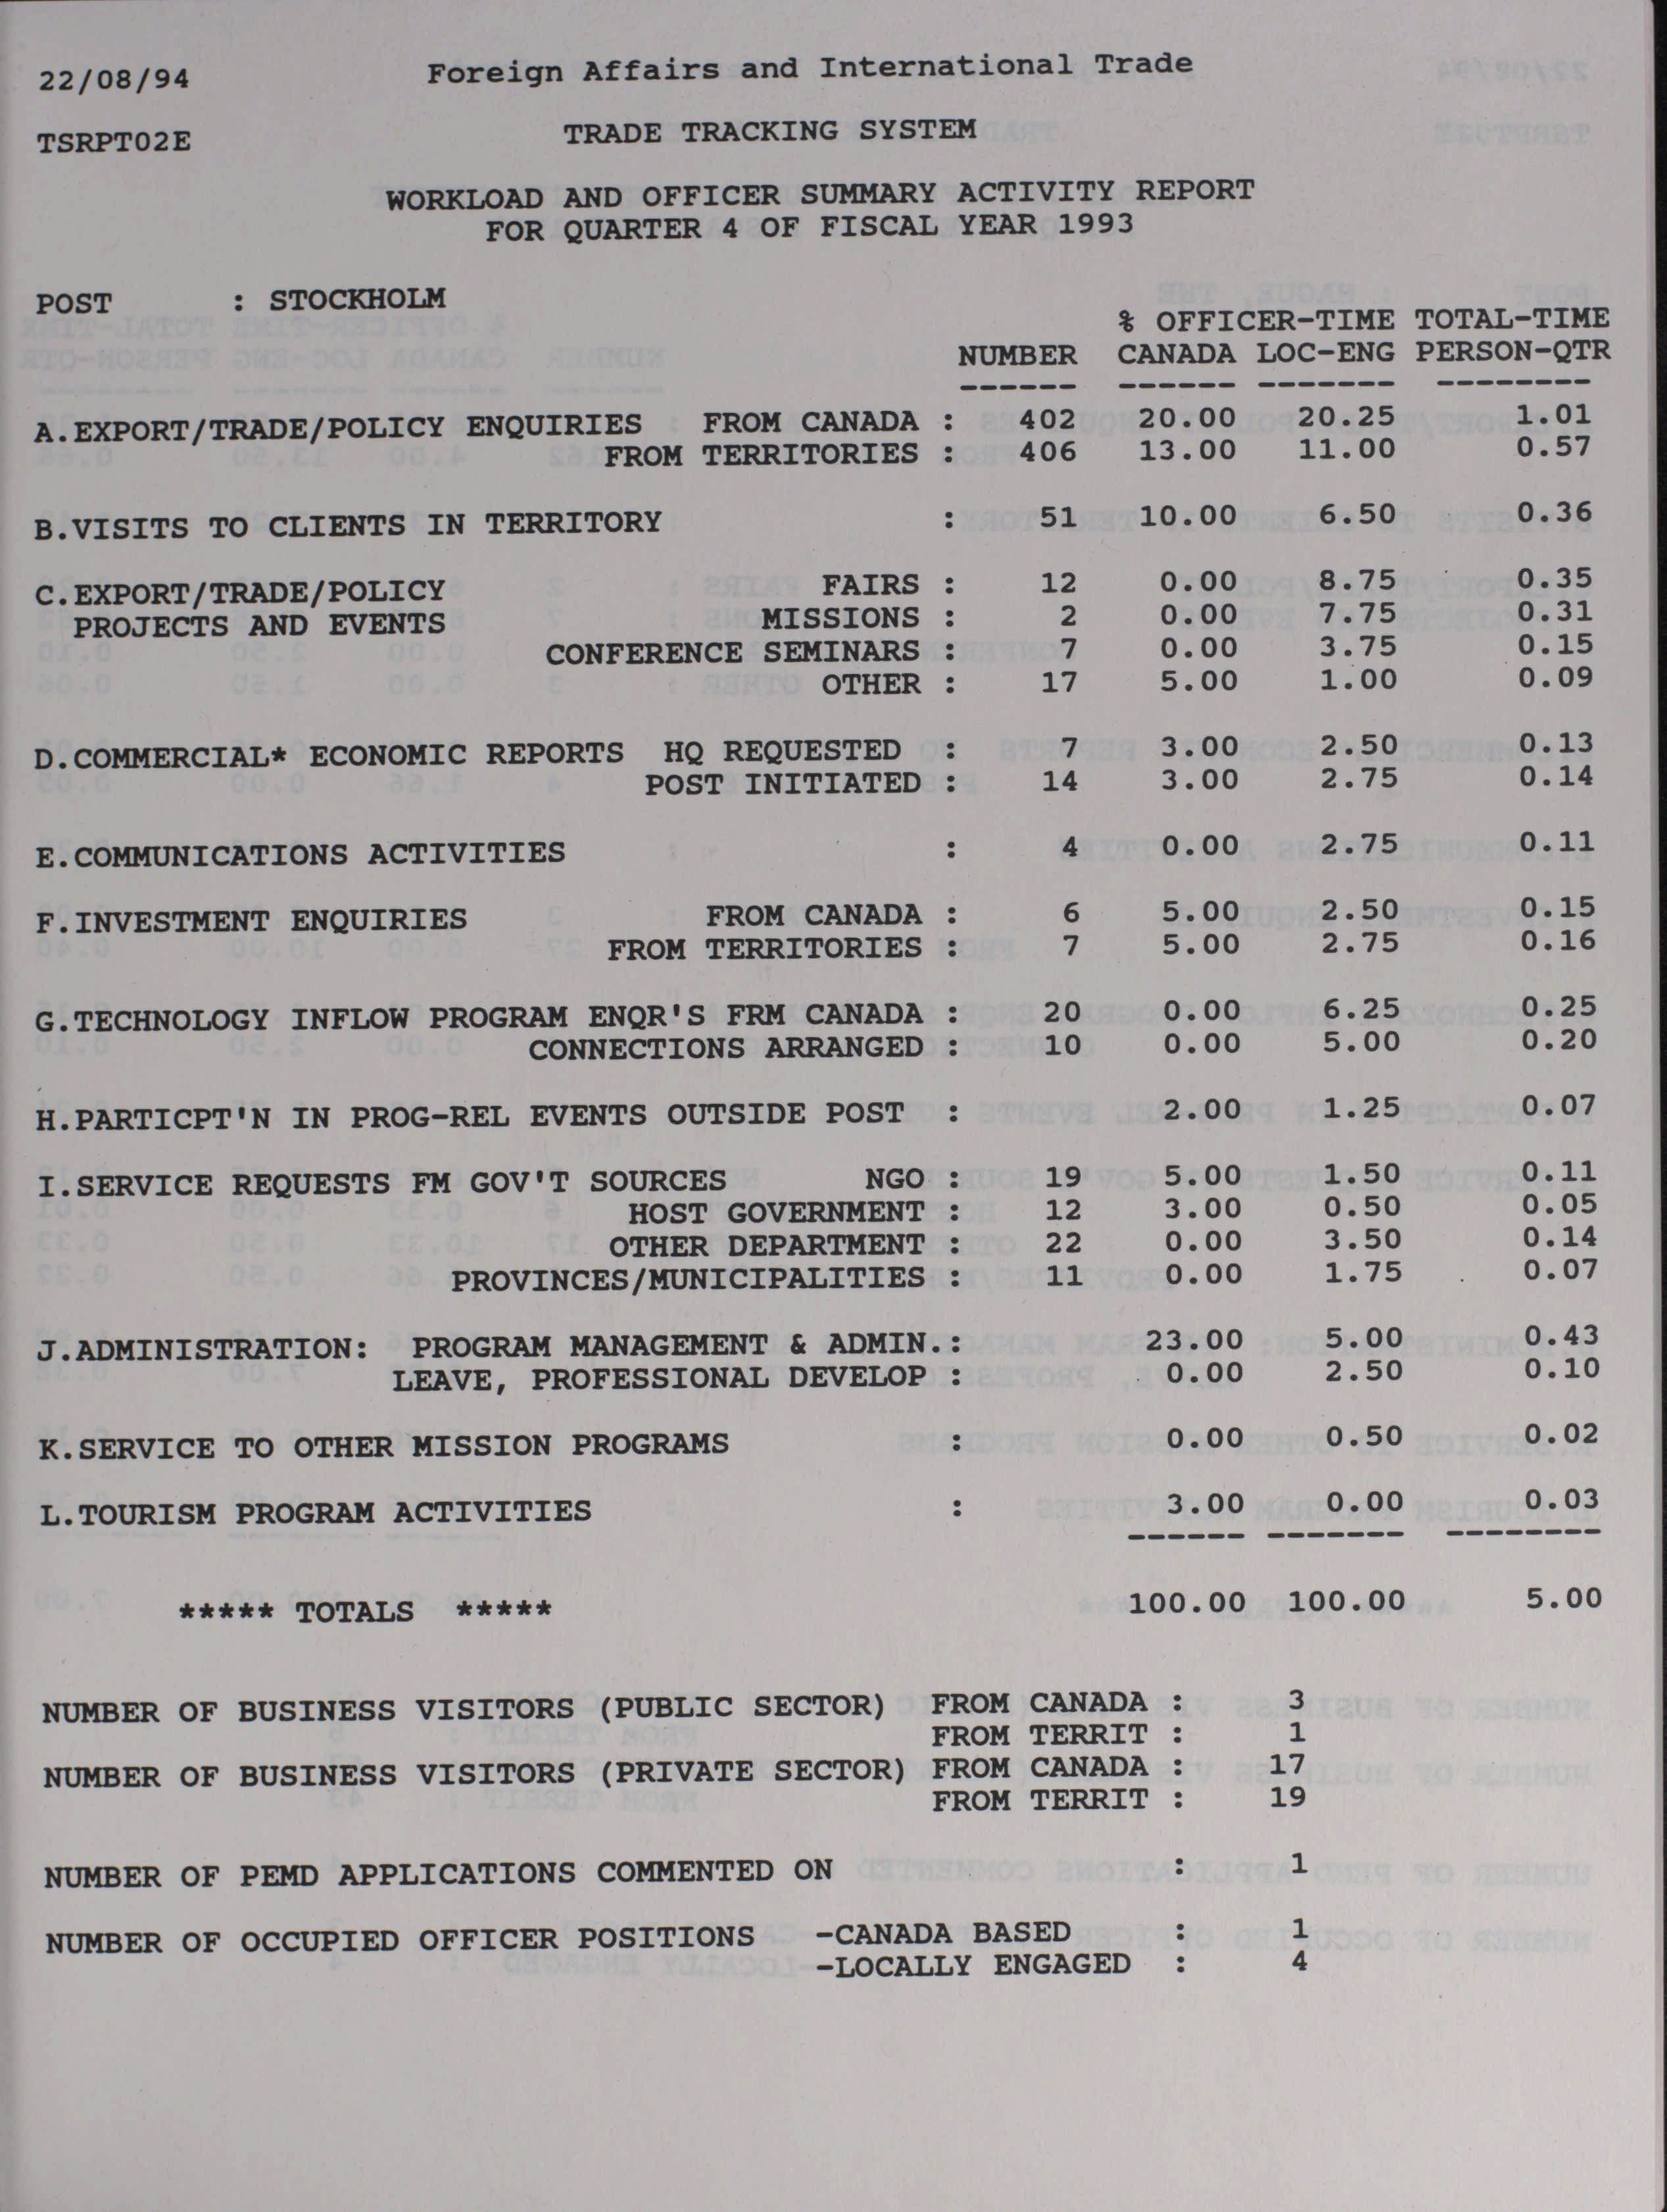 22/08/94 Foreign Affairs and International Trade
TSRPT02E TRADE TRACKING SYSTEM
WORKLOAD AND OFFICER SUMMARY ACTIVITY REPORT
FOR QUARTER 4 OF FISCAL YEAR 1993
POST : STOCKHOLM
% OFFICER-TIME TOTAL-TIME
NUMBER CANADA LOC-ENG PERSON-QTR
------ ------ ------- --------
A.EXPORT/TRADE/POLICY ENQUIRIES FROM CANADA : 402 20.00 20.25 1.01
FROM TERRITORIES : 406 13.00 11.00 0.57
B.VISITS TO CLIENTS IN TERRITORY : 51 10.00 6.50 0.36
C.EXPORT/TRADE/POLICY FAIRS : 12 0.00 8.75 0.35
PROJECTS AND EVENTS MISSIONS : 2 0.00 7.75 0.31
CONFERENCE SEMINARS : 7 0.00 3.75 0.15
OTHER : 17 5.00 1.00 0.09
D.COMMERCIAL* ECONOMIC REPORTS HQ REQUESTED : 7 3.00 2.50 0.13
POST INITIATED : 14 3.00 2.75 0.14
E.COMMUNICATIONS ACTIVITIES : 4 0.00 2.75 0.11
F.INVESTMENT ENQUIRIES FROM CANADA : 6 5.00 2.50 0.15
FROM TERRITORIES : 7 5.00 2.75 0.16
G.TECHNOLOGY INFLOW PROGRAM ENQR'S FRM CANADA : 20 0.00 6.25 0.25
CONNECTIONS ARRANGED : 10 0.00 5.00 0.20
H.PARTICPT'N IN PROG-REL EVENTS OUTSIDE POST : 2.00 1.25 0.07
I.SERVICE REQUESTS FM GOV'T SOURCES NGO : 19 5.00 1.50 0.11
HOST GOVERNMENT : 12 3.00 0.50 0.05
OTHER DEPARTMENT : 22 0.00 3.50 0.14
PROVINCES/MUNICIPALITIES : 11 0.00 1.75 0.07
J.ADMINISTRATION: PROGRAM MANAGEMENT & ADMIN.: 23.00 5.00 0.43
LEAVE, PROFESSIONAL DEVELOP : 0.00 2.50 0.10
K.SERVICE TO OTHER MISSION PROGRAMS : 0.00 0.50 0.02
L.TOURISM PROGRAM ACTIVITIES : 3.00 0.00 0.03
------ ------- --------
***** TOTALS ***** 100.00 100.00 5.00
NUMBER OF BUSINESS VISITORS (PUBLIC SECTOR) FROM CANADA : 3
FROM TERRIT : 1
NUMBER OF BUSINESS VISITORS (PRIVATE SECTOR) FROM CANADA : 17
FROM TERRIT : 19
NUMBER OF PEMD APPLICATIONS COMMENTED ON : 1
NUMBER OF OCCUPIED OFFICER POSITIONS -CANADA BASED : 1
-LOCALLY ENGAGED : 4